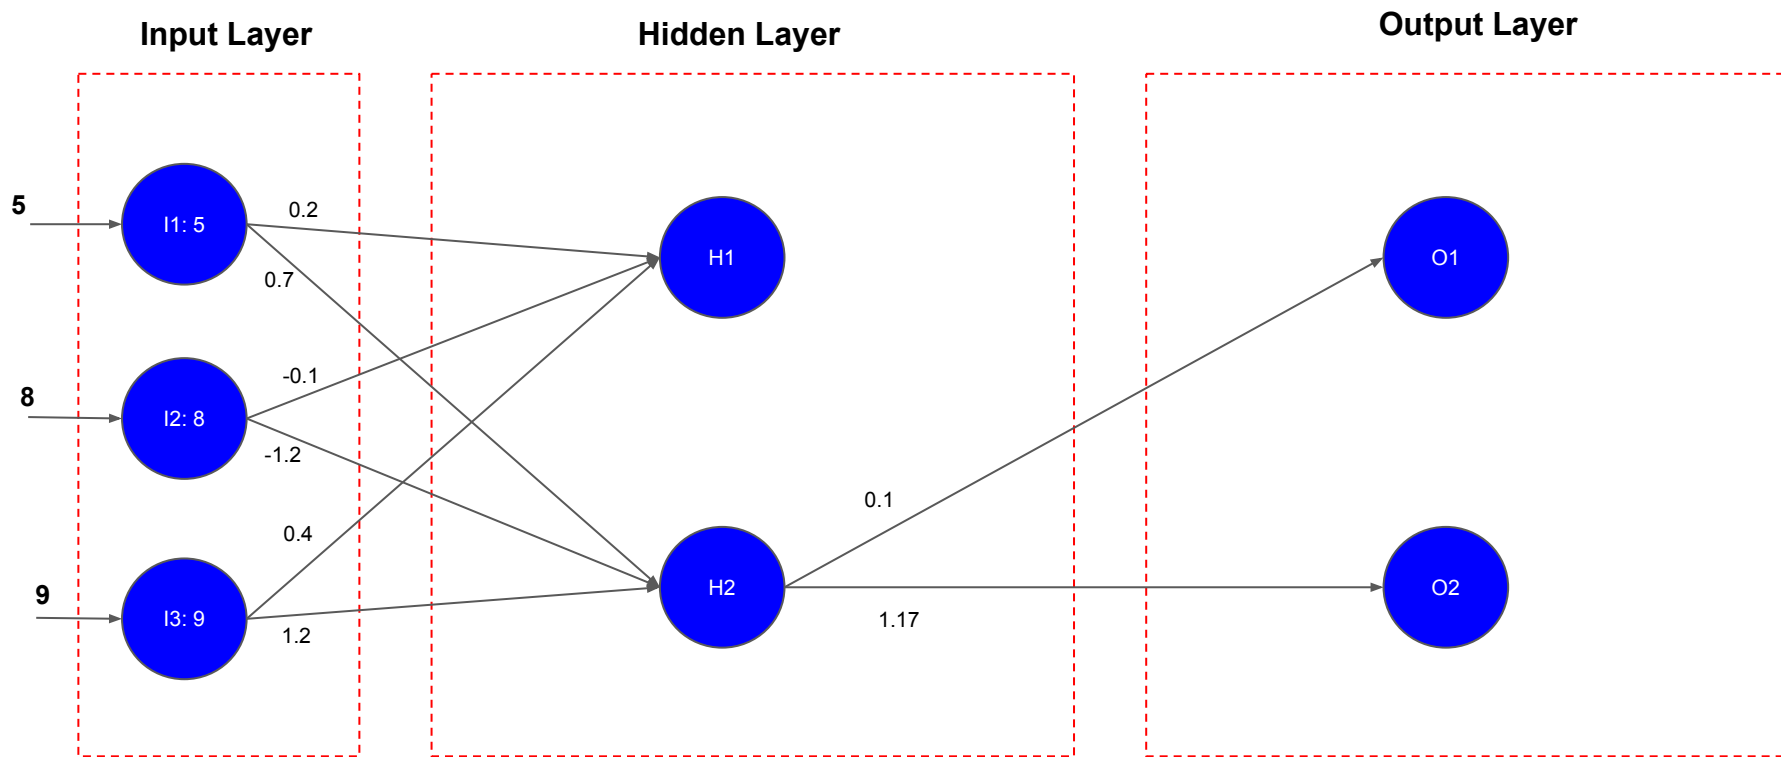 Input Layer
Hidden Layer
Output Layer
5
I1: 5
0.2
0.7
H1
O1
8
I2: 8
-0.1
-1.2
0.4
0.1
9
I3: 9
1.2
H2
1.17
O2